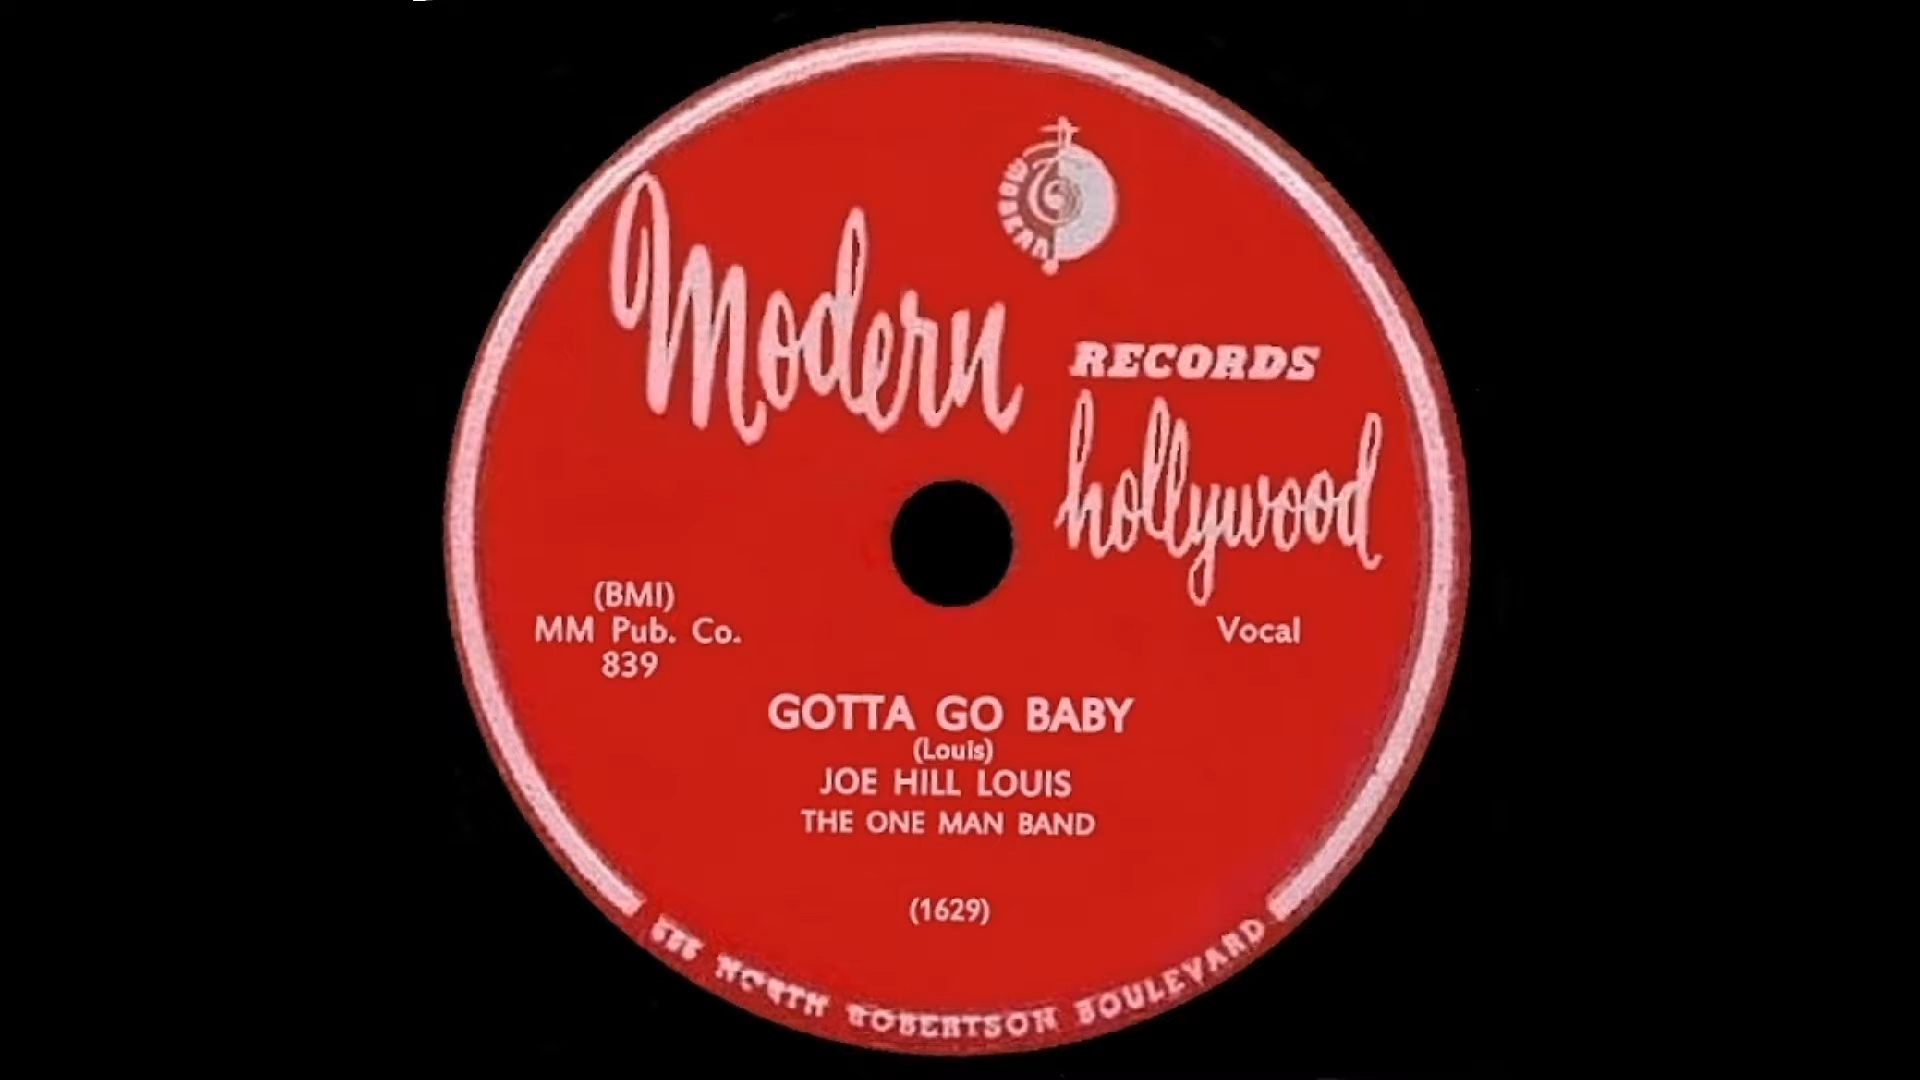 MODERN
Modern
RECORDS
hollywood
(BMI)
MM Pub. Co.
839
Vocal
GOTTA GO BABY
(Louis)
JOE HILL LOUIS
THE ONE MAN BAND
(1629)
NORTH ROBERTSON BOULEVARD